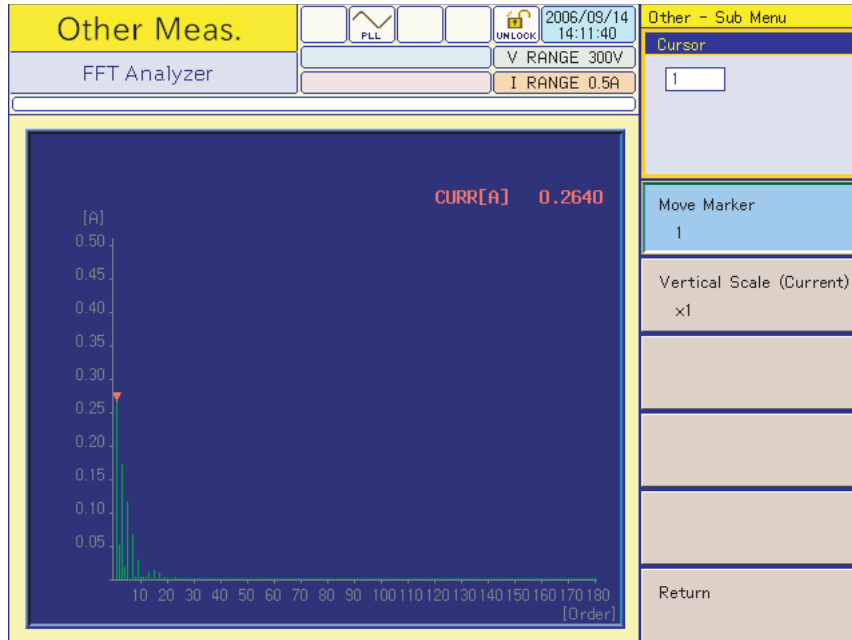 Other Meas.
FFT Analyzer
PLL
UNLOCK
2006/09/14
14:11:40
V RANGE 300V
I RANGE 0.5A
Other - Sub Menu
Cursor
1
Move Marker
1
Vertical Scale (Current)
x1
Return
CURR[A] 0.2640
[A]
0.50
0.45
0.40
0.35
0.30
0.25
0.20
0.15
0.10
0.05
10 20 30 40 50 60 70 80 90 100 110 120 130 140 150 160 170 180
[Order]